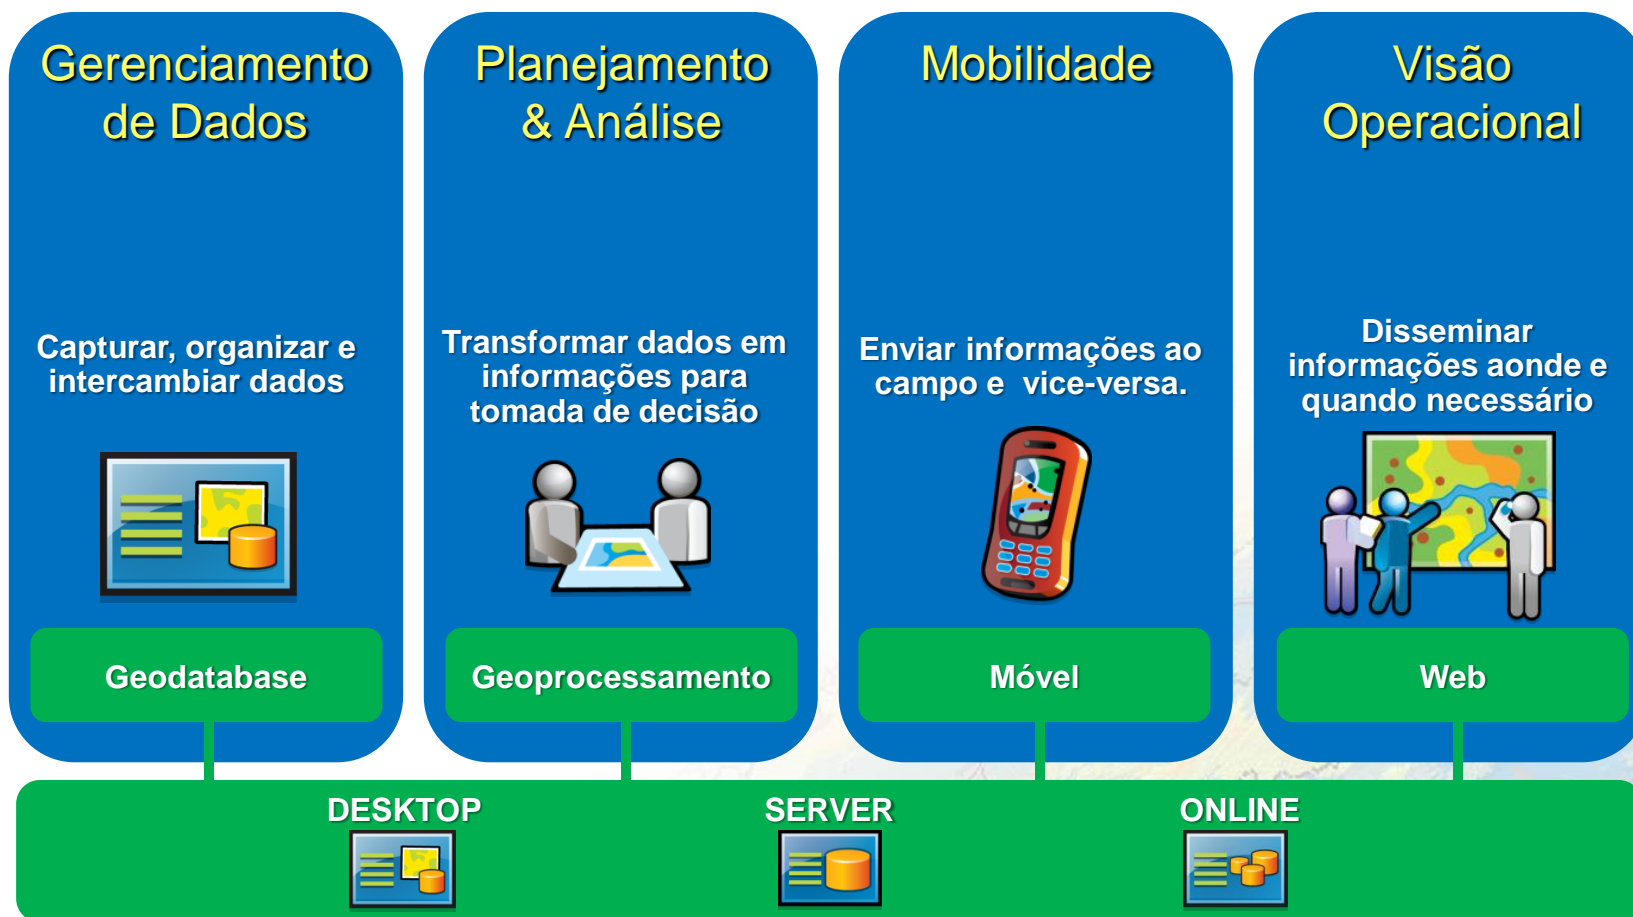 Gerenciamento
de Dados
Capturar, organizar e
intercambiar dados
Geodatabase
Planejamento
& Análise
Transformar dados em
informações para
tomada de decisão
Geoprocessamento
Mobilidade
Enviar informações ao
campo e  vice-versa.
Móvel
Visão
Operacional
Disseminar
informações aonde e
quando necessário
Web
DESKTOP
SERVER
ONLINE